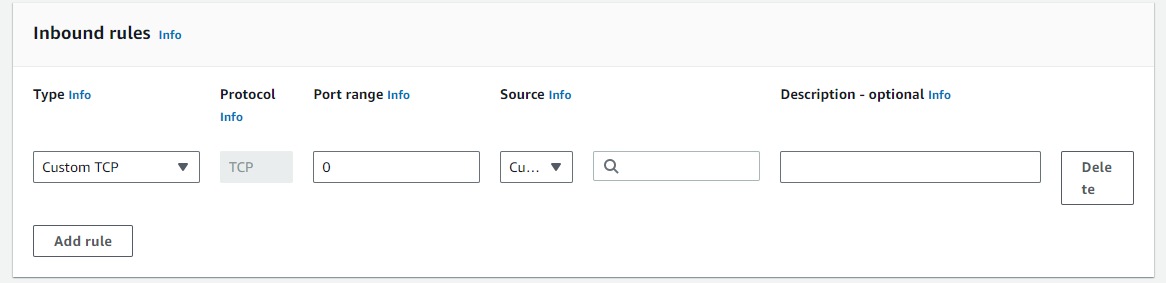 Inbound rules Info
Type Info Protocol Info Port range Info Source Info Description - optional Info
Custom TCP TCP 0 Cu... Dele
te
Add rule